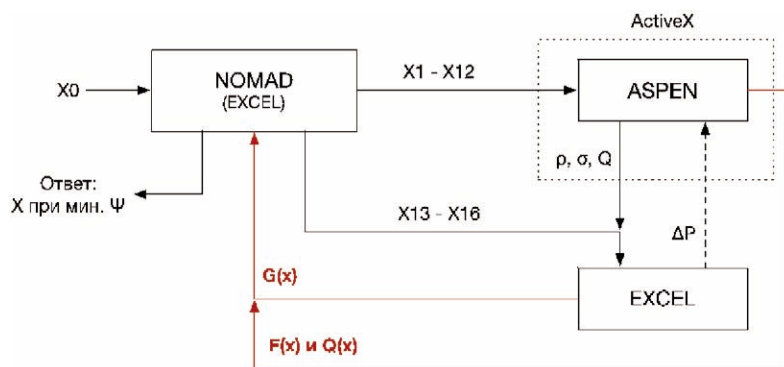 ActiveX
X0
NOMAD
(EXCEL)
X1 - X12
ASPEN
ρ, σ, Q
Ответ:
X при мин. Ψ
X13 - X16
ΔP
G(x)
EXCEL
F(x) и Q(x)